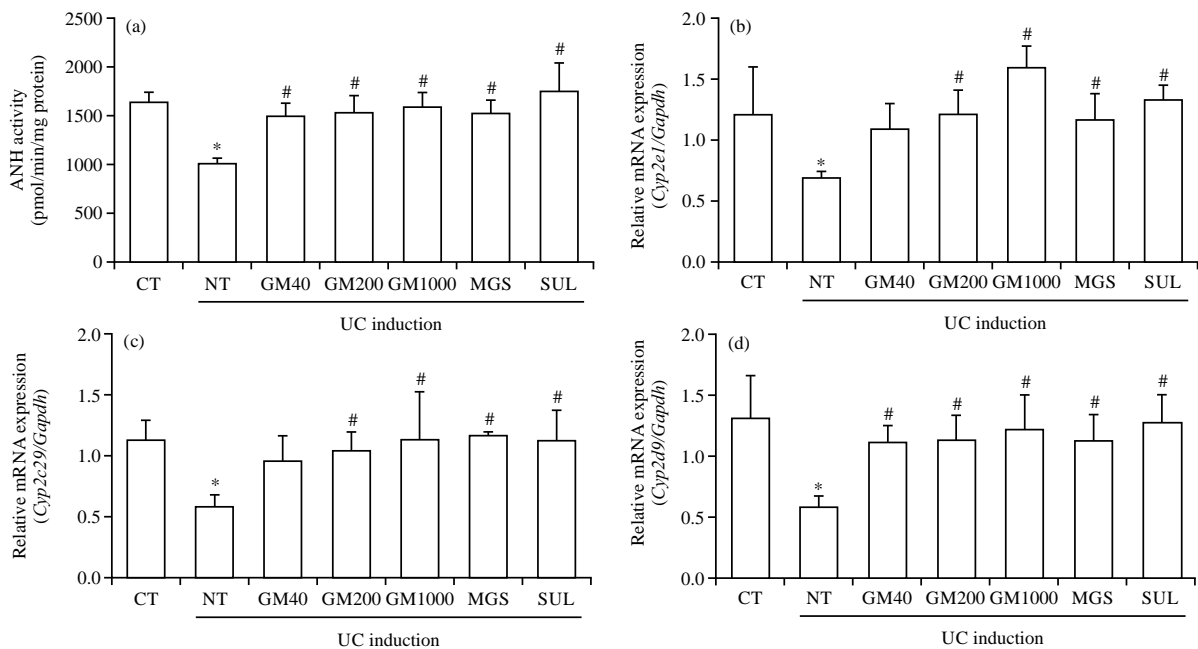 (a)
ANH activity
(pmol/min/mg protein)
2500
2000
1500
1000
500
0
*
#
#
#
#
#
CT NT GM40 GM200 GM1000 MGS SUL
UC induction
(b)
Relative mRNA expression
(Cyp2e1/Gapdh)
2.0
1.5
1.0
0.5
0.0
*
#
#
#
#
CT NT GM40 GM200 GM1000 MGS SUL
UC induction
(c)
Relative mRNA expression
(Cyp2c29/Gapdh)
2.0
1.5
1.0
0.5
0.0
*
#
#
#
#
CT NT GM40 GM200 GM1000 MGS SUL
UC induction
(d)
Relative mRNA expression
(Cyp2d9/Gapdh)
2.0
1.5
1.0
0.5
0.0
*
#
#
#
#
#
CT NT GM40 GM200 GM1000 MGS SUL
UC induction